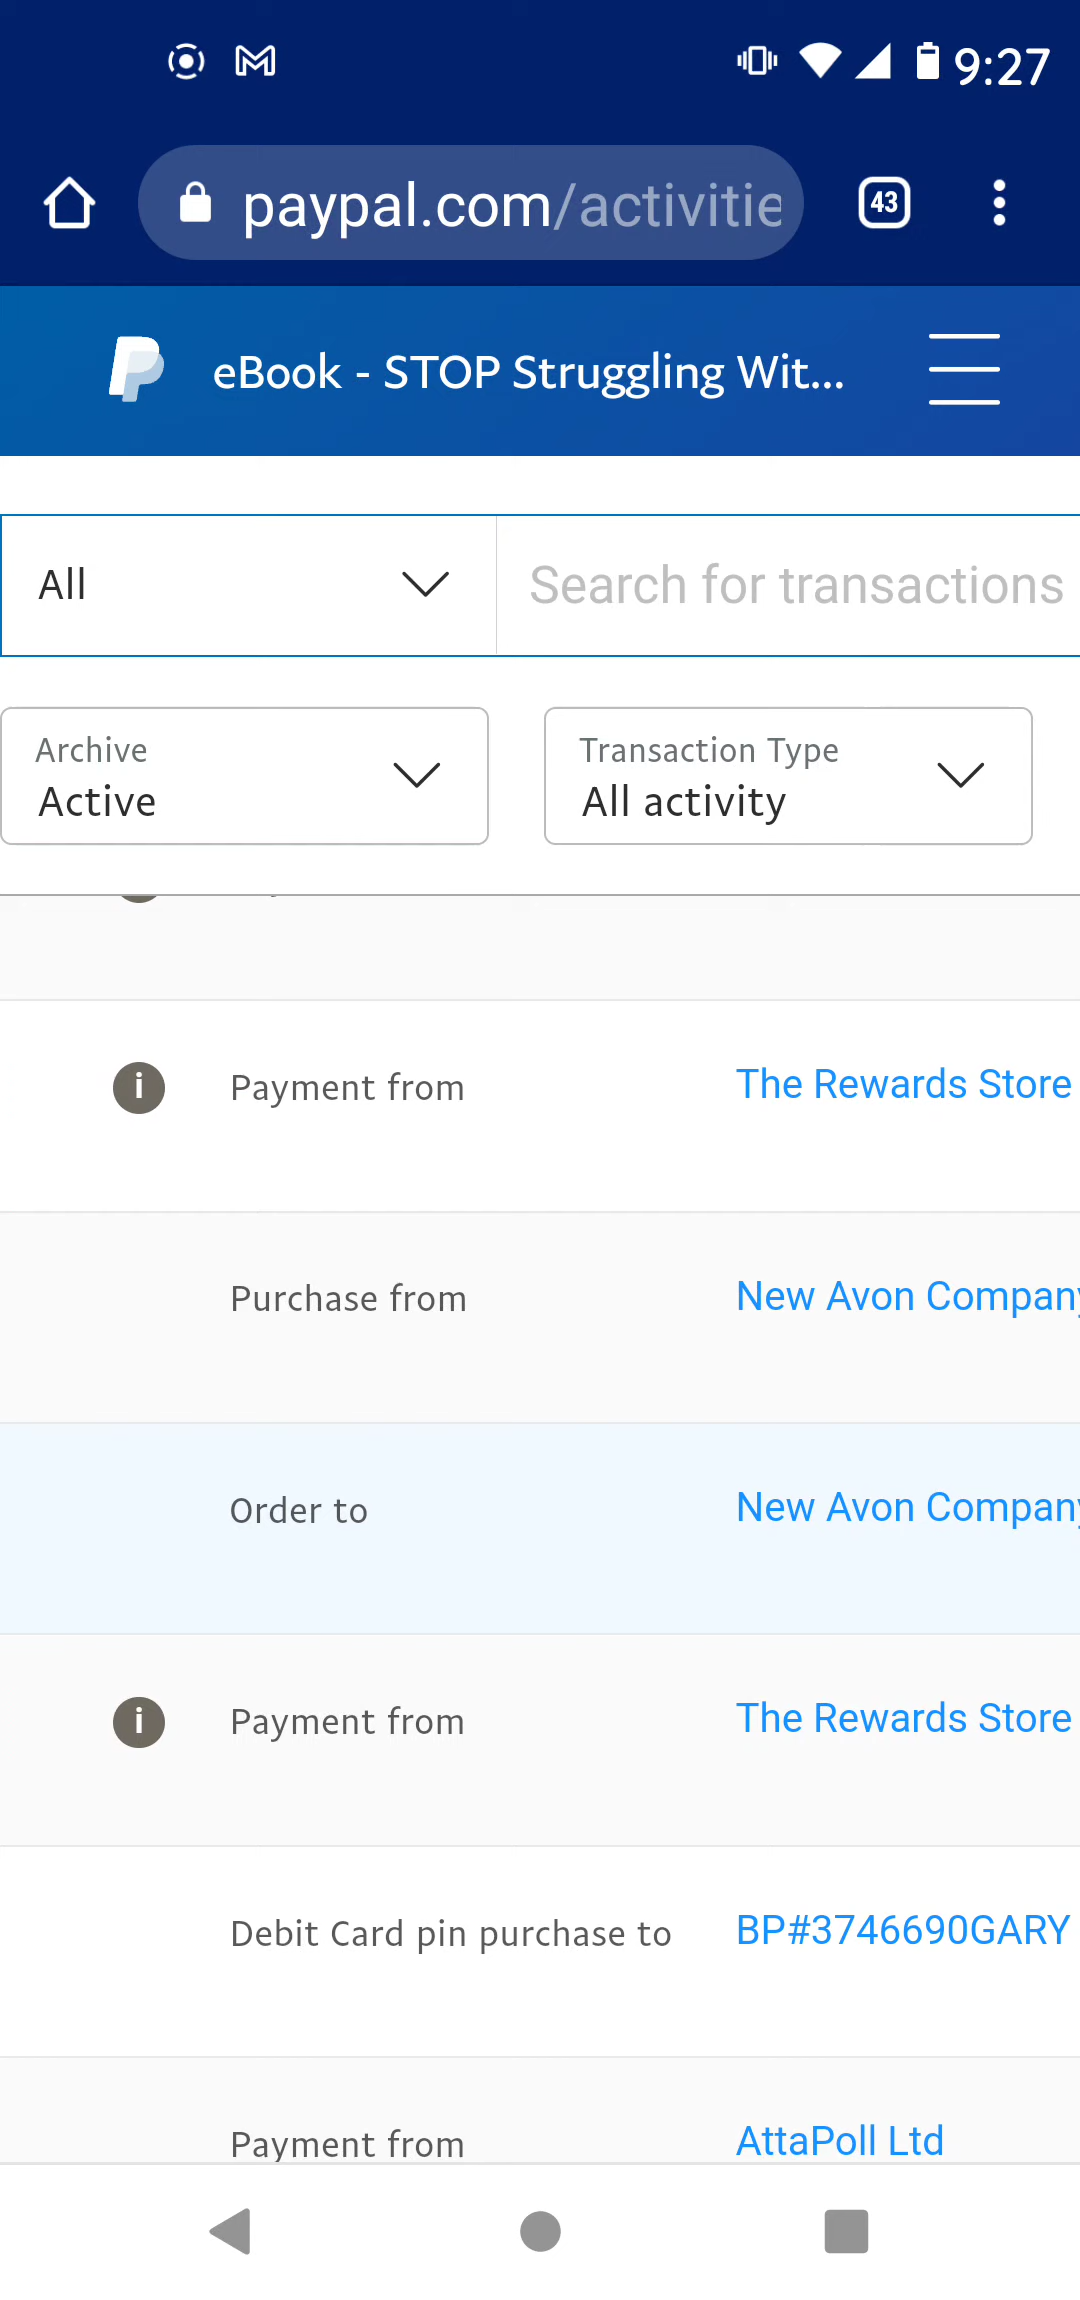 9:27
paypal.com/activitie
43
eBook - STOP Struggling Wit...
All
Search for transactions
Archive
Active
Transaction Type
All activity
i Payment from The Rewards Store
Purchase from New Avon Company
Order to New Avon Company
i Payment from The Rewards Store
Debit Card pin purchase to BP#3746690GARY
Payment from AttaPoll Ltd